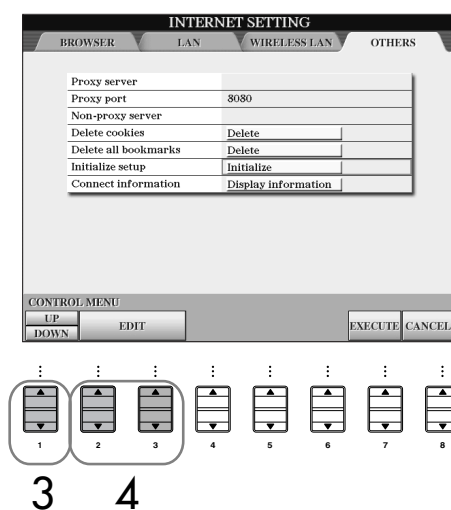 INTERNET SETTING
BROWSER LAN WIRELESS LAN OTHERS
Proxy server
Proxy port 8080
Non-proxy server
Delete cookies Delete
Delete all bookmarks Delete
Initialize setup Initialize
Connect information Display information
CONTROL MENU
UP
DOWN EDIT EXECUTE CANCEL
1 2 3 4 5 6 7 8
3 4